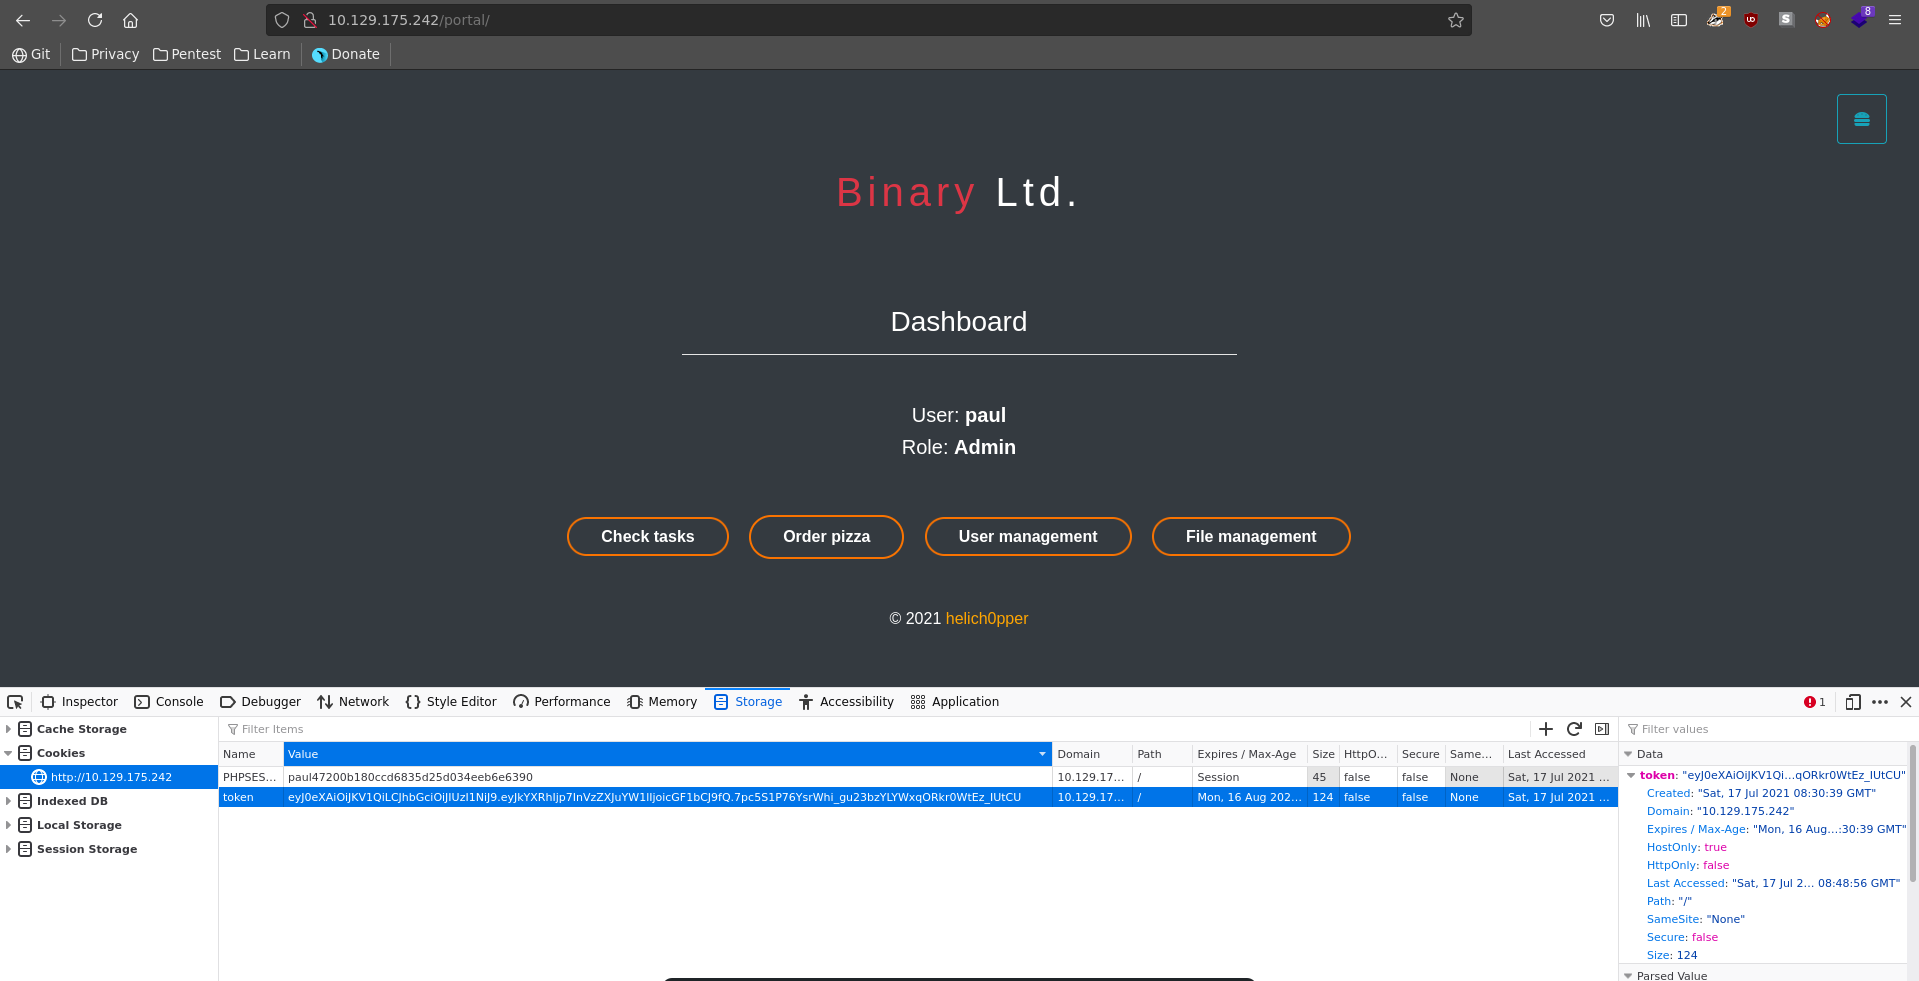 10.129.175.242/portal/
2
8
Git
Privacy
Pentest
Learn
Donate
Binary Ltd.
Dashboard
User: paul
Role: Admin
Check tasks
Order pizza
User management
File management
© 2021 helich0pper
Inspector
Console
Debugger
Network
Style Editor
Performance
Memory
Storage
Accessibility
Application
1
Cache Storage
Cookies
http://10.129.175.242
Indexed DB
Local Storage
Session Storage
Filter Items
Name Value Domain Path Expires / Max-Age Size HttpO... Secure Same... Last Accessed
PHPSES... paul47200b180ccd6835d25d034eeb6e6390 10.129.17... / Session 45 false false None Sat, 17 Jul 2021 ...
token eyJ0eXAiOiJKV1QiLCJhbGciOiJIUzI1NiJ9.eyJkYXRhIjp7InVzZXJuYW1lIjoicGF1bCJ9fQ.7pc5S1P76YsrWhi_gu23bzYLYWxqORkr0WtEz_IUtCU 10.129.17... / Mon, 16 Aug 202... 124 false false None Sat, 17 Jul 2021 ...
Filter values
Data
token: "eyJ0eXAiOiJKV1Qi...qORkr0WtEz_IUtCU"
Created: "Sat, 17 Jul 2021 08:30:39 GMT"
Domain: "10.129.175.242"
Expires / Max-Age: "Mon, 16 Aug...:30:39 GMT"
HostOnly: true
HttpOnly: false
Last Accessed: "Sat, 17 Jul 2... 08:48:56 GMT"
Path: "/"
SameSite: "None"
Secure: false
Size: 124
Parsed Value